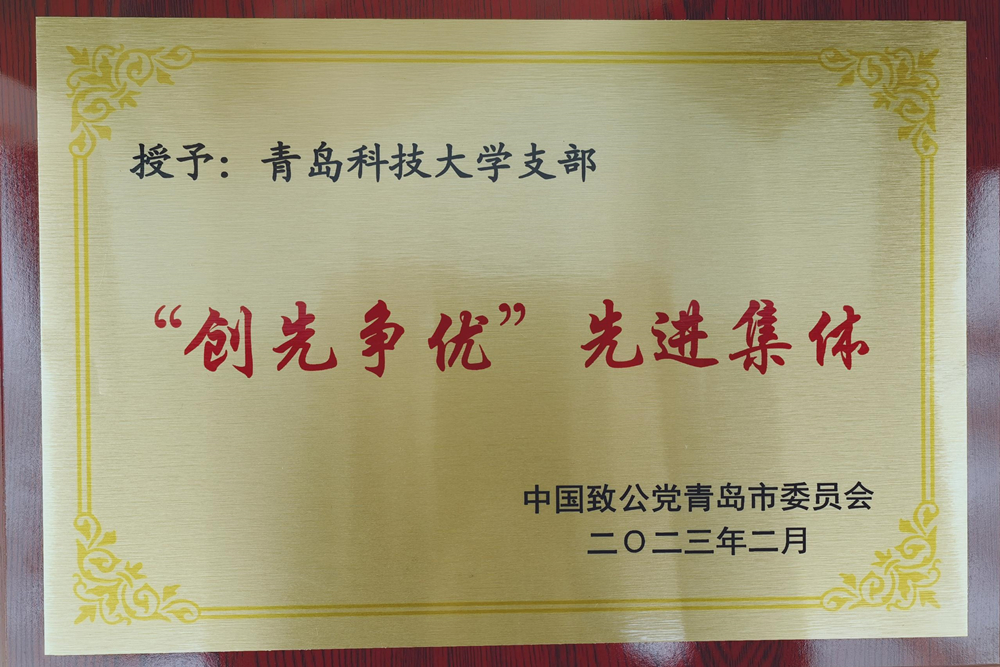 授予：青岛科技大学支部
“创先争优”先进集体
中国致公党青岛市委员会
二〇二三年二月